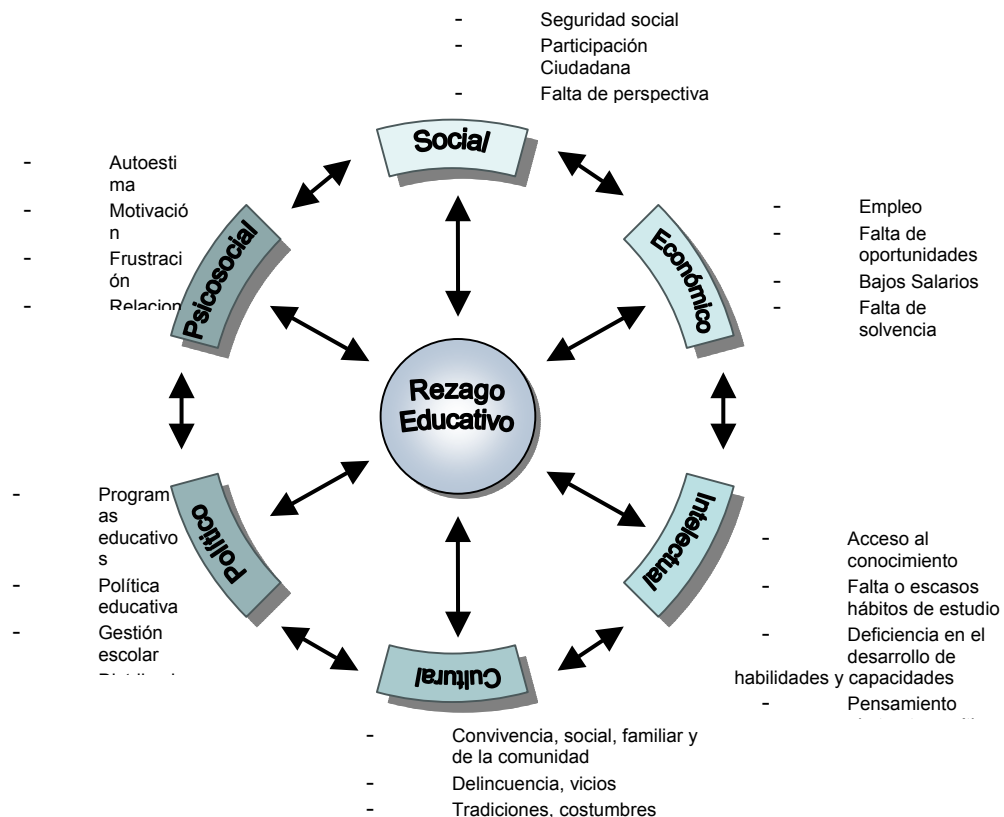 - Seguridad social
- Participación
Ciudadana
- Falta de perspectiva
Social
- Autoesti
ma
- Motivació
n
- Frustraci
ón
- Relacion
Psicosocial
Económico
- Empleo
- Falta de
oportunidades
- Bajos Salarios
- Falta de
solvencia
Rezago
Educativo
- Program
as
educativo
s
- Política
educativa
- Gestión
escolar
Político
Intelectual
- Acceso al
conocimiento
- Falta o escasos
hábitos de estudio
- Deficiencia en el
desarrollo de
habilidades y capacidades
- Pensamiento
Cultural
- Convivencia, social, familiar y
de la comunidad
- Delincuencia, vicios
- Tradiciones, costumbres